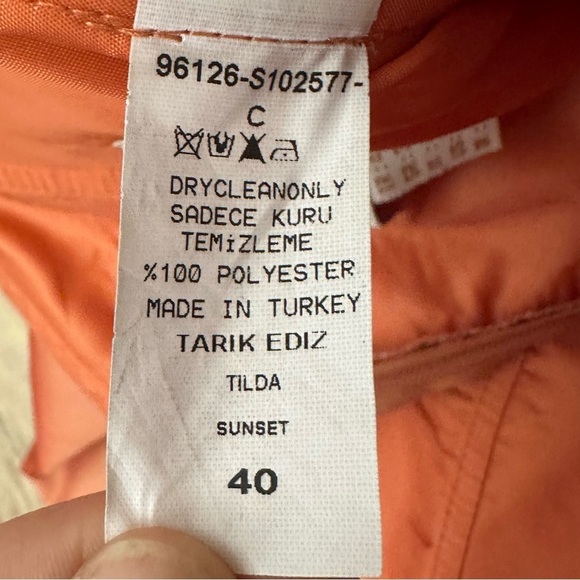 96126-S102577-
C
DRYCLEANONLY
SADECE KURU
TEMiZLEME
%100 POLYESTER
MADE IN TURKEY
TARIK EDIZ
TILDA
SUNSET
40